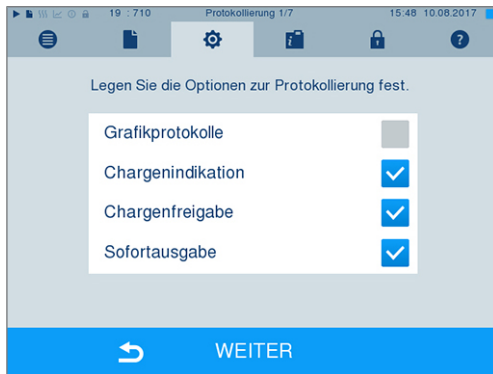 19 : 710 Protokollierung 1/7 15:48 10.08.2017
Legen Sie die Optionen zur Protokollierung fest.
Grafikprotokolle
Chargenindikation
Chargenfreigabe
Sofortausgabe
WEITER